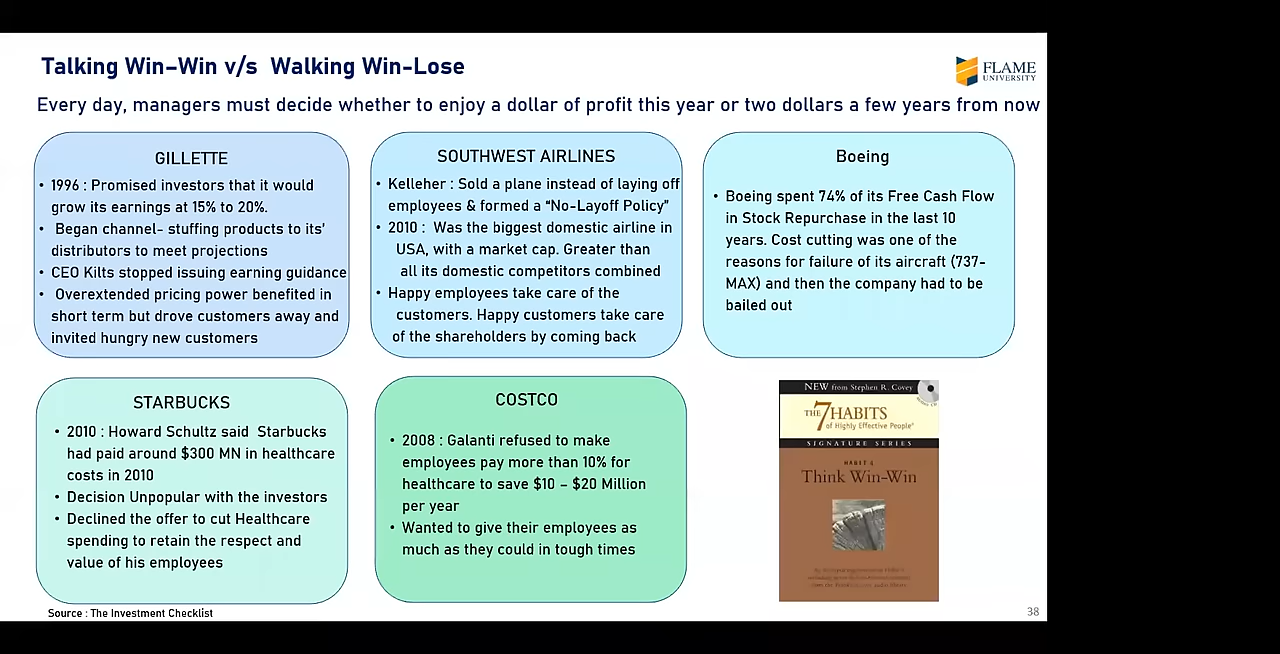 Talking Win–Win v/s Walking Win–Lose
FLAME
UNIVERSITY
Every day, managers must decide whether to enjoy a dollar of profit this year or two dollars a few years from now
GILLETTE
• 1996 : Promised investors that it would
grow its earnings at 15% to 20%.
• Began channel- stuffing products to its'
distributors to meet projections
• CEO Kilts stopped issuing earning guidance
• Overextended pricing power benefited in
short term but drove customers away and
invited hungry new customers
SOUTHWEST AIRLINES
• Kelleher : Sold a plane instead of laying off
employees & formed a “No-Layoff Policy”
• 2010 : Was the biggest domestic airline in
USA, with a market cap. Greater than
all its domestic competitors combined
• Happy employees take care of the
customers. Happy customers take care
of the shareholders by coming back
Boeing
• Boeing spent 74% of its Free Cash Flow
in Stock Repurchase in the last 10
years. Cost cutting was one of the
reasons for failure of its aircraft (737-
MAX) and then the company had to be
bailed out
STARBUCKS
• 2010 : Howard Schultz said Starbucks
had paid around $300 MN in healthcare
costs in 2010
• Decision Unpopular with the investors
• Declined the offer to cut Healthcare
spending to retain the respect and
value of his employees
COSTCO
• 2008 : Galanti refused to make
employees pay more than 10% for
healthcare to save $10 – $20 Million
per year
• Wanted to give their employees as
much as they could in tough times
NEW from Stephen R. Covey
THE 7 HABITS
of Highly Effective People
SIGNATURE SERIES
HABIT 4
Think Win-Win
Source : The Investment Checklist
38